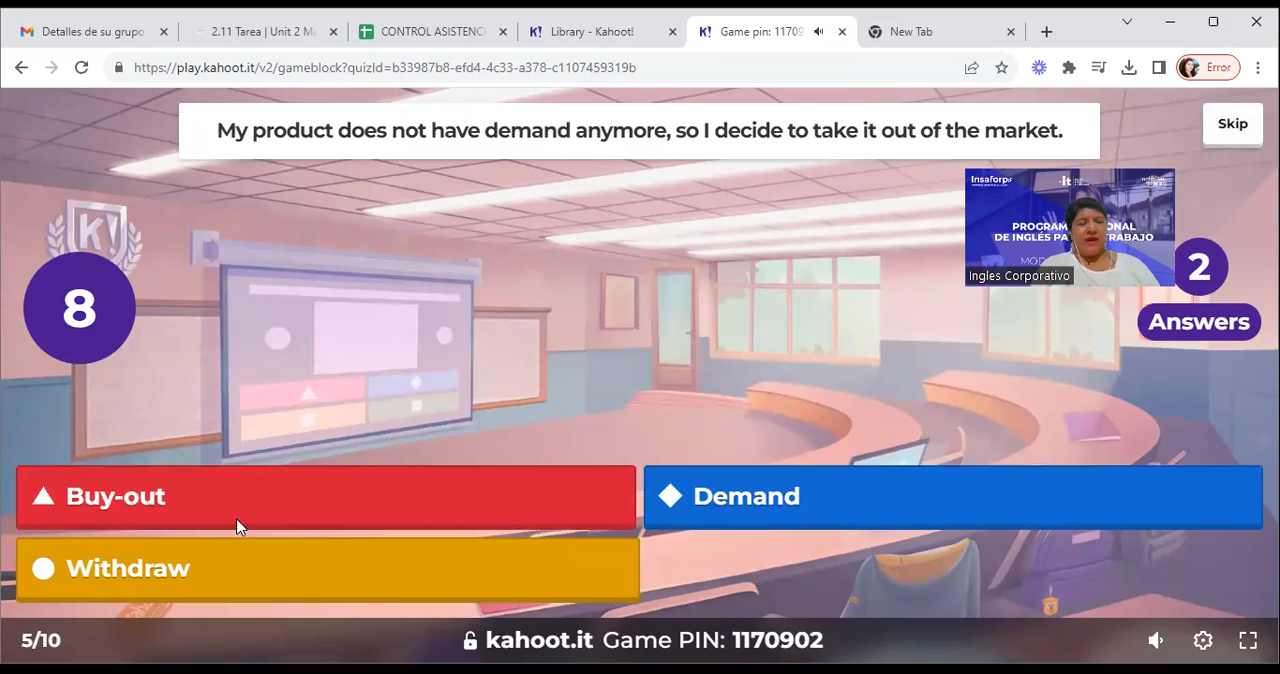 Detalles de su grupo
2.11 Tarea | Unit 2 M
CONTROL ASISTENC
K! Library - Kahoot!
K! Game pin: 11709
New Tab
https://play.kahoot.it/v2/gameblock?quizId=b33987b8-efd4-4c33-a378-c1107459319b
Error
My product does not have demand anymore, so I decide to take it out of the market.
Skip
K!
8
Insaforp
it
PROGRAM
ONAL
DE INGLÉS PA
TRABAJO
MOD
Ingles Corporativo
2
Answers
Buy-out
Demand
Withdraw
5/10
kahoot.it Game PIN: 1170902